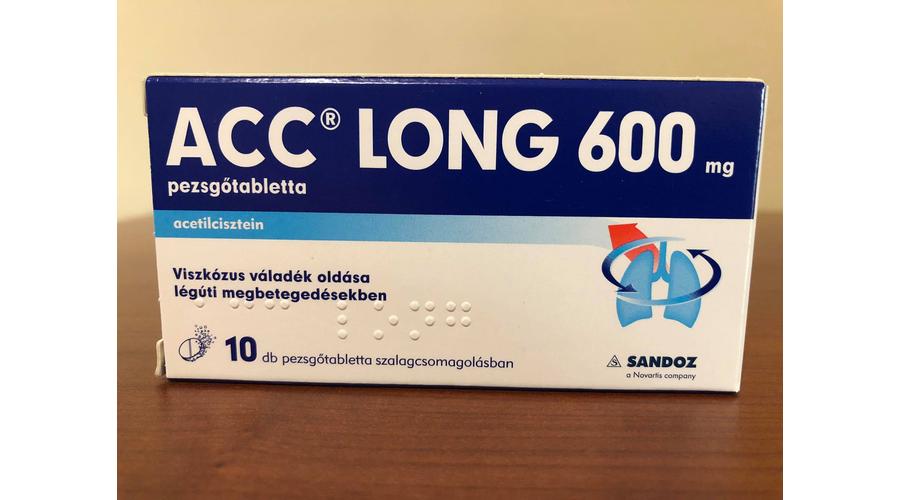 ACC® LONG 600 mg
pezsgőtabletta
acetilcisztein
Viszkózus váladék oldása
légúti megbetegedésekben
10 db pezsgőtabletta szalagcsomagolásban
SANDOZ
a Novartis company